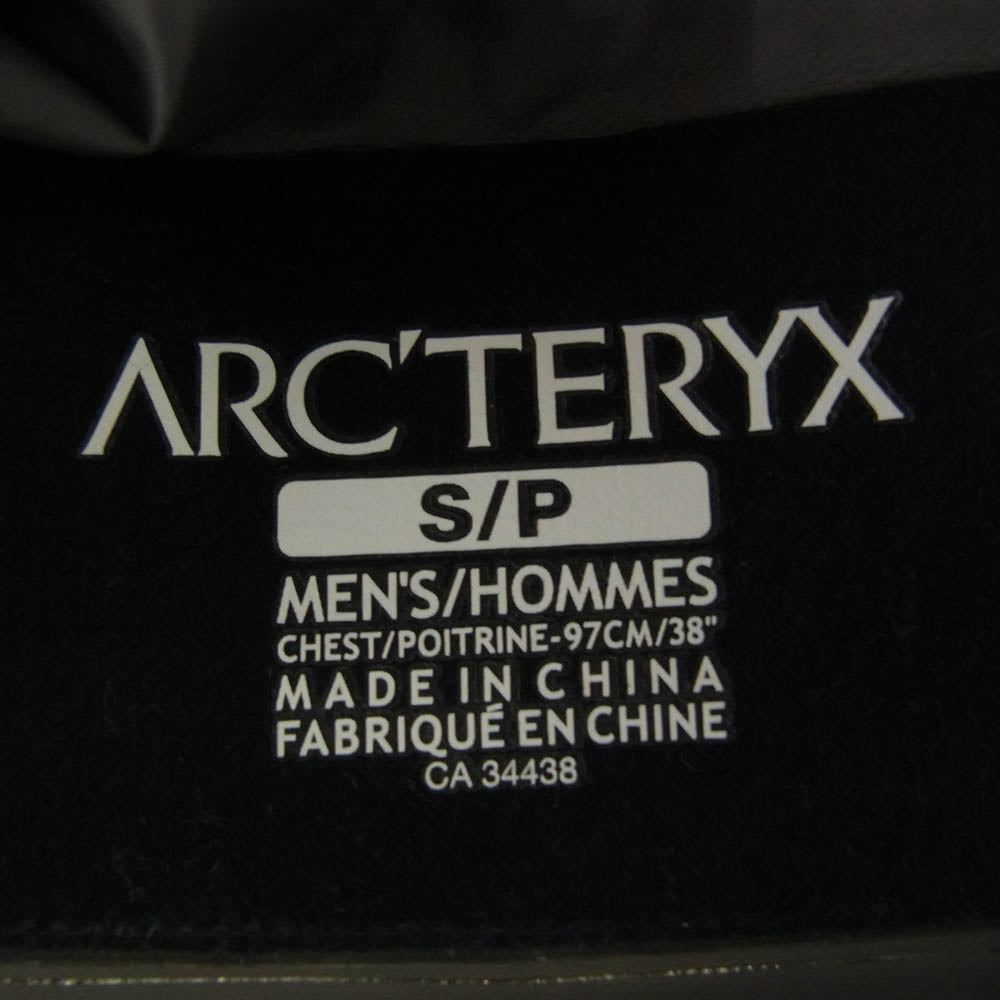 ARC'TERYX
S/P
MEN'S/HOMMES
CHEST/POITRINE-97CM/38"
MADE IN CHINA
FABRIQUÉ EN CHINE
CA 34438